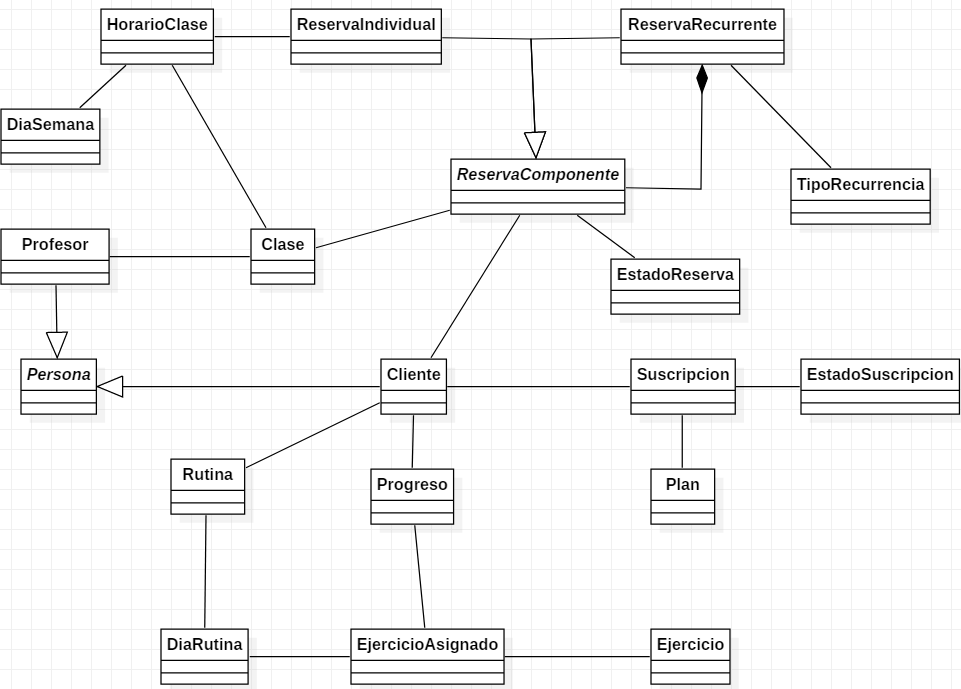 HorarioClase
ReservaIndividual
ReservaRecurrente
DiaSemana
ReservaComponente
TipoRecurrencia
Profesor
Clase
EstadoReserva
Persona
Cliente
Suscripcion
EstadoSuscripcion
Rutina
Progreso
Plan
DiaRutina
EjercicioAsignado
Ejercicio